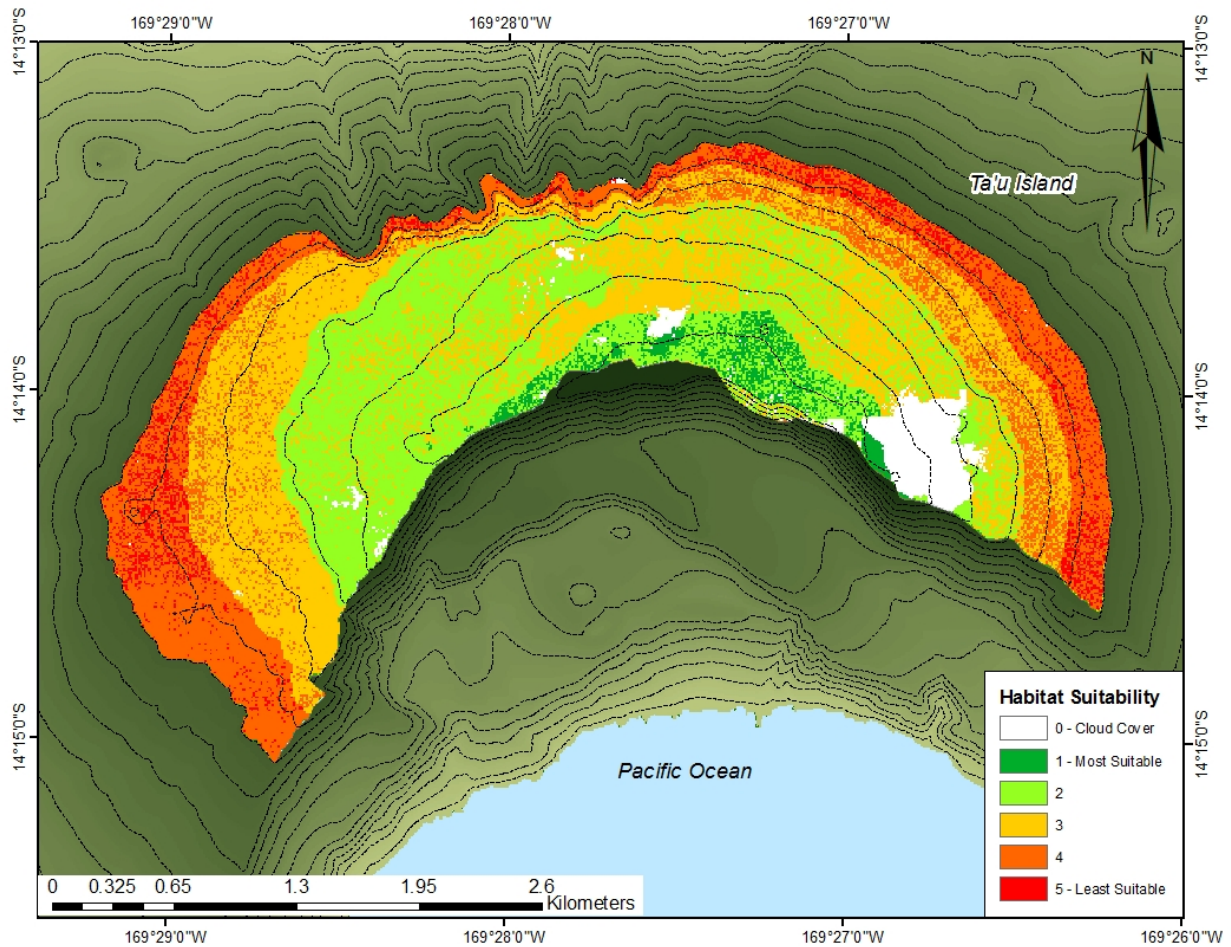 169°29'0"W 169°28'0"W 169°27'0"W
14°13'0"S 14°13'0"S
N
Ta'u Island
14°14'0"S 14°14'0"S
Habitat Suitability
0 - Cloud Cover
1 - Most Suitable
2
3
4
5 - Least Suitable
14°15'0"S 14°15'0"S
Pacific Ocean
0 0.325 0.65 1.3 1.95 2.6
Kilometers
169°29'0"W 169°28'0"W 169°27'0"W 169°26'0"W